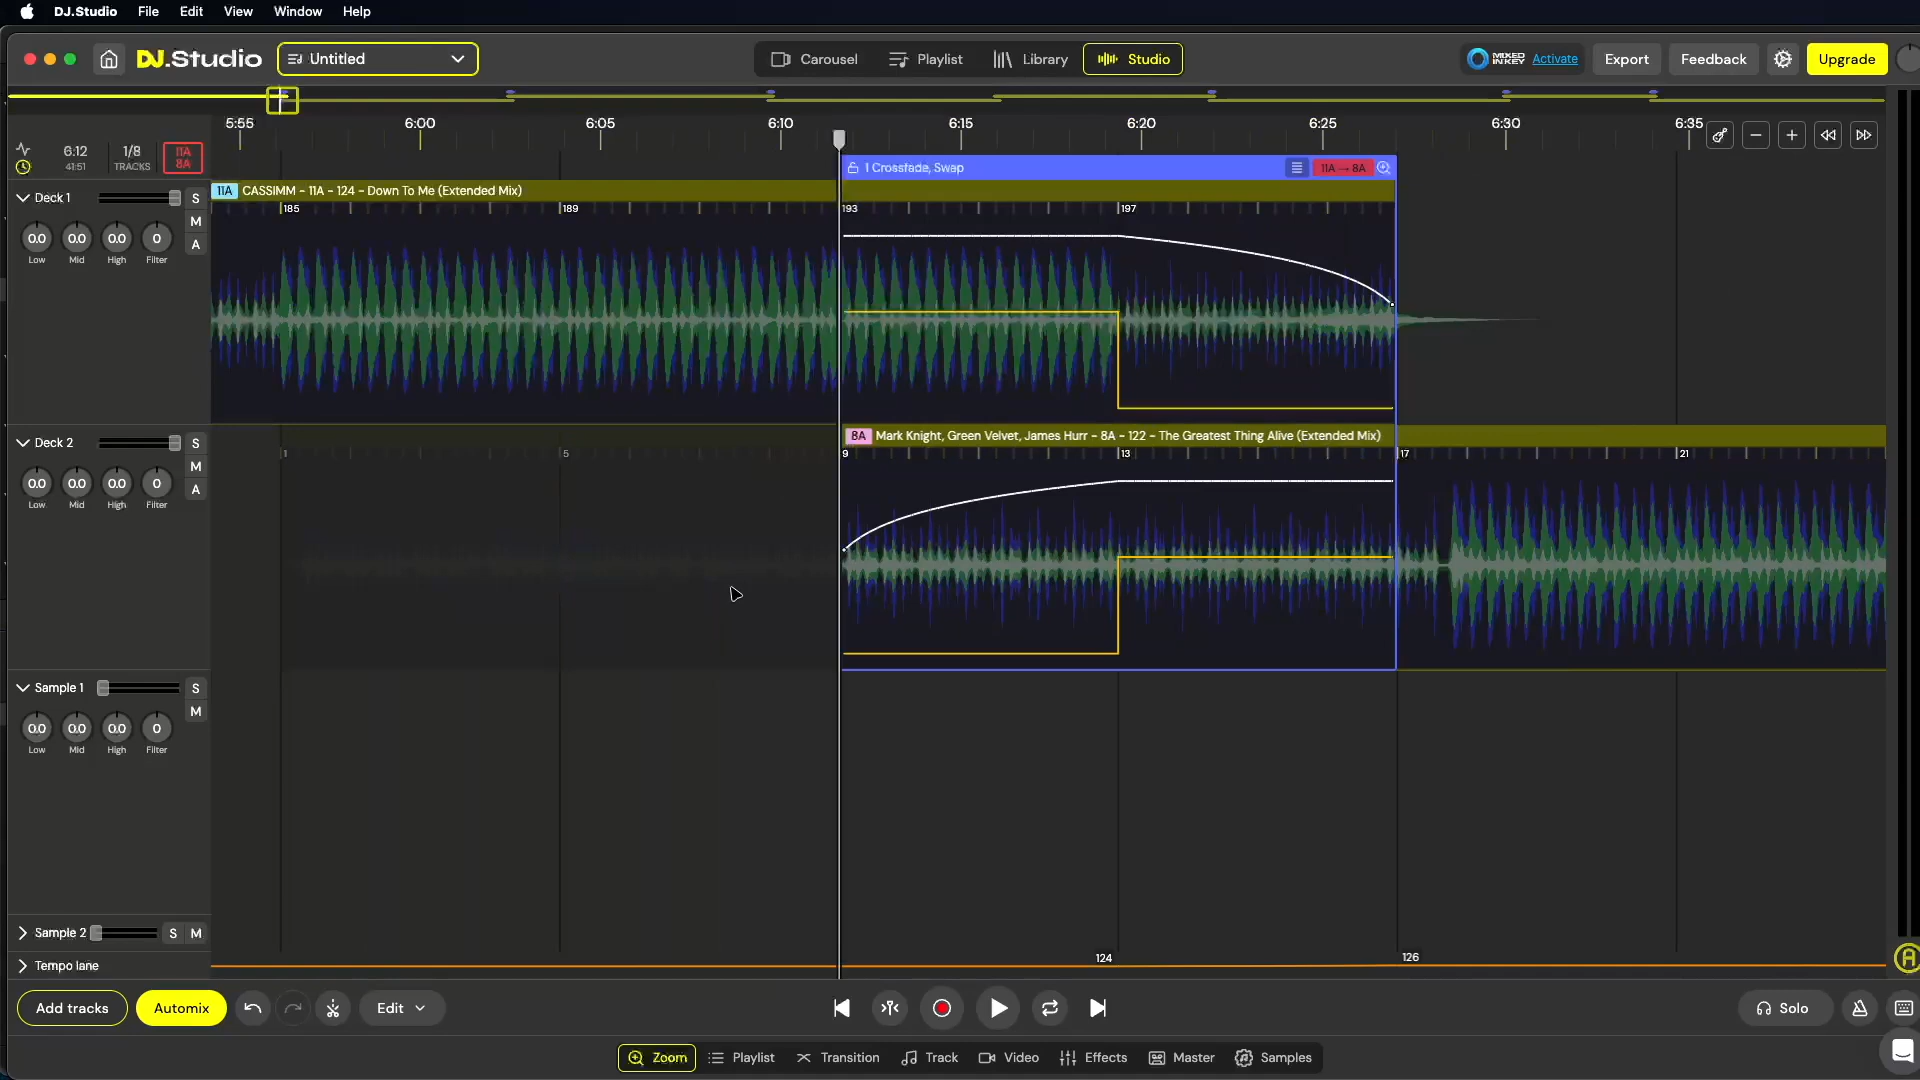 DJ.Studio File Edit View Window Help
DJ.Studio Untitled Carousel Playlist Library Studio MIXED IN KEY Activate Export Feedback Upgrade
5:55 6:00 6:05 6:10 6:15 6:20 6:25 6:30 6:35
6:12 41:51 1/8 TRACKS 11A 8A
1 Crossfade, Swap 11A → 8A
Deck 1 S
11A CASSIMM - 11A - 124 - Down To Me (Extended Mix)
185 189 193 197
M
A
0.0 0.0 0.0 0
Low Mid High Filter
Deck 2 S
8A Mark Knight, Green Velvet, James Hurr - 8A - 122 - The Greatest Thing Alive (Extended Mix)
1 5 9 13 17 21
M
A
0.0 0.0 0.0 0
Low Mid High Filter
Sample 1 S
M
0.0 0.0 0.0 0
Low Mid High Filter
Sample 2 S M
Tempo lane 124 126
A
Add tracks Automix Edit Solo
Zoom Playlist Transition Track Video Effects Master Samples